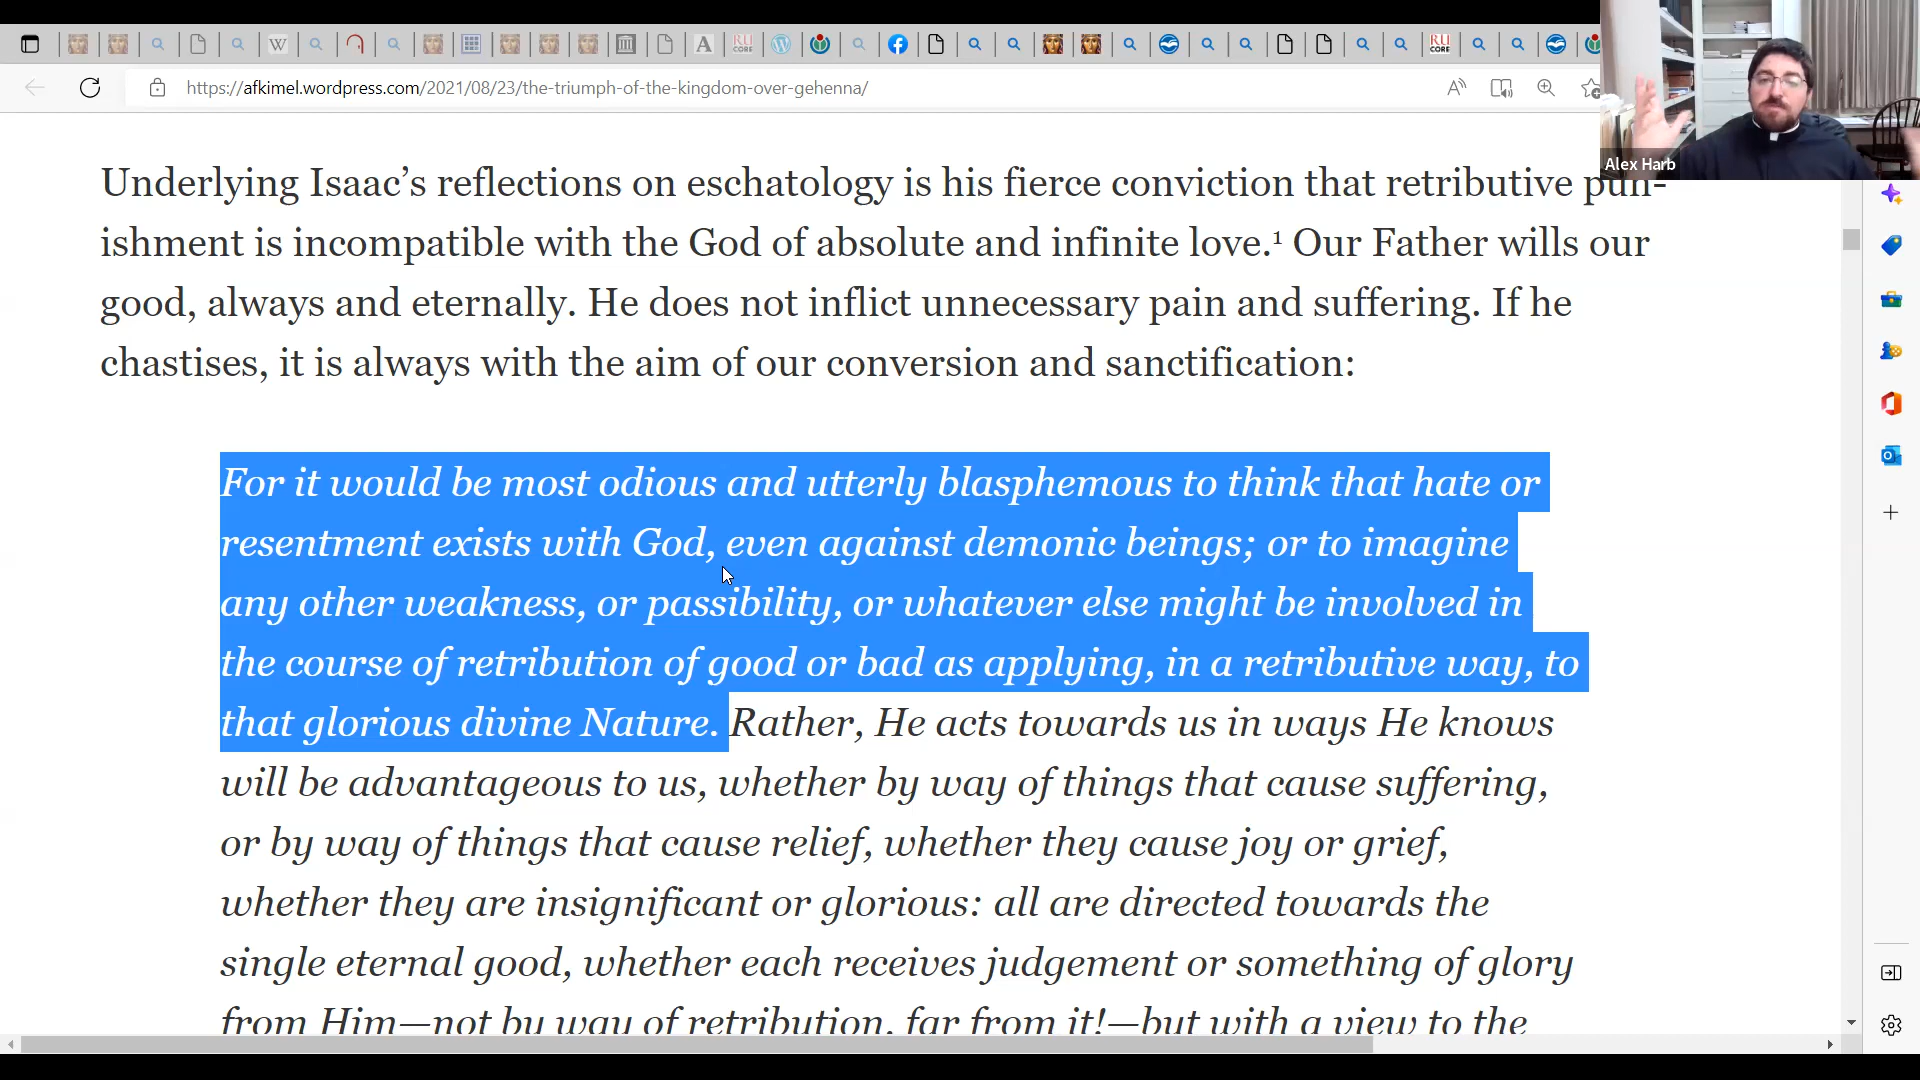 https://afkimel.wordpress.com/2021/08/23/the-triumph-of-the-kingdom-over-gehenna/
Alex Harb
Underlying Isaac’s reflections on eschatology is his fierce conviction that retributive pun-
ishment is incompatible with the God of absolute and infinite love.¹ Our Father wills our
good, always and eternally. He does not inflict unnecessary pain and suffering. If he
chastises, it is always with the aim of our conversion and sanctification:
For it would be most odious and utterly blasphemous to think that hate or
resentment exists with God, even against demonic beings; or to imagine
any other weakness, or passibility, or whatever else might be involved in
the course of retribution of good or bad as applying, in a retributive way, to
that glorious divine Nature. Rather, He acts towards us in ways He knows
will be advantageous to us, whether by way of things that cause suffering,
or by way of things that cause relief, whether they cause joy or grief,
whether they are insignificant or glorious: all are directed towards the
single eternal good, whether each receives judgement or something of glory
from Him—not by way of retribution, far from it!—but with a view to the